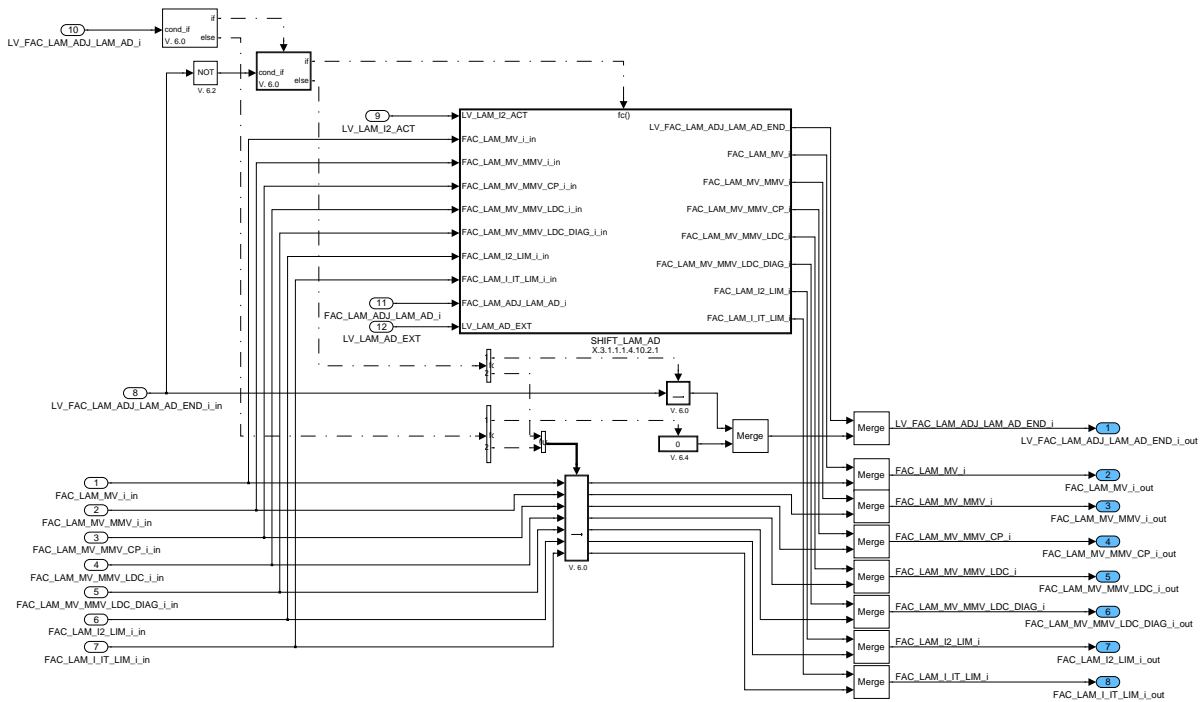 10
LV_FAC_LAM_ADJ_LAM_AD_i
cond_if
if
else
V. 6.0
NOT
V. 6.2
cond_if
if
else
V. 6.0
9
LV_LAM_I2_ACT
fc()
LV_LAM_I2_ACT
FAC_LAM_MV_i_in
FAC_LAM_MV_MMV_i_in
FAC_LAM_MV_MMV_CP_i_in
FAC_LAM_MV_MMV_LDC_i_in
FAC_LAM_MV_MMV_LDC_DIAG_i_in
FAC_LAM_I2_LIM_i_in
FAC_LAM_I_IT_LIM_i_in
FAC_LAM_ADJ_LAM_AD_i
LV_LAM_AD_EXT
LV_FAC_LAM_ADJ_LAM_AD_END_
FAC_LAM_MV_i
FAC_LAM_MV_MMV_i
FAC_LAM_MV_MMV_CP_i
FAC_LAM_MV_MMV_LDC_i
FAC_LAM_MV_MMV_LDC_DIAG_i
FAC_LAM_I2_LIM_i
FAC_LAM_I_IT_LIM_i
11
FAC_LAM_ADJ_LAM_AD_i
12
LV_LAM_AD_EXT
SHIFT_LAM_AD
X.3.1.1.1.4.10.2.1
8
LV_FAC_LAM_ADJ_LAM_AD_END_i_in
1
2
V. 6.0
1
2
0
V. 6.4
Merge
Merge
LV_FAC_LAM_ADJ_LAM_AD_END_i
1
LV_FAC_LAM_ADJ_LAM_AD_END_i_out
1
FAC_LAM_MV_i_in
2
FAC_LAM_MV_MMV_i_in
3
FAC_LAM_MV_MMV_CP_i_in
4
FAC_LAM_MV_MMV_LDC_i_in
5
FAC_LAM_MV_MMV_LDC_DIAG_i_in
6
FAC_LAM_I2_LIM_i_in
7
FAC_LAM_I_IT_LIM_i_in
V. 6.0
Merge
FAC_LAM_MV_i
2
FAC_LAM_MV_i_out
Merge
FAC_LAM_MV_MMV_i
3
FAC_LAM_MV_MMV_i_out
Merge
FAC_LAM_MV_MMV_CP_i
4
FAC_LAM_MV_MMV_CP_i_out
Merge
FAC_LAM_MV_MMV_LDC_i
5
FAC_LAM_MV_MMV_LDC_i_out
Merge
FAC_LAM_MV_MMV_LDC_DIAG_i
6
FAC_LAM_MV_MMV_LDC_DIAG_i_out
Merge
FAC_LAM_I2_LIM_i
7
FAC_LAM_I2_LIM_i_out
Merge
FAC_LAM_I_IT_LIM_i
8
FAC_LAM_I_IT_LIM_i_out